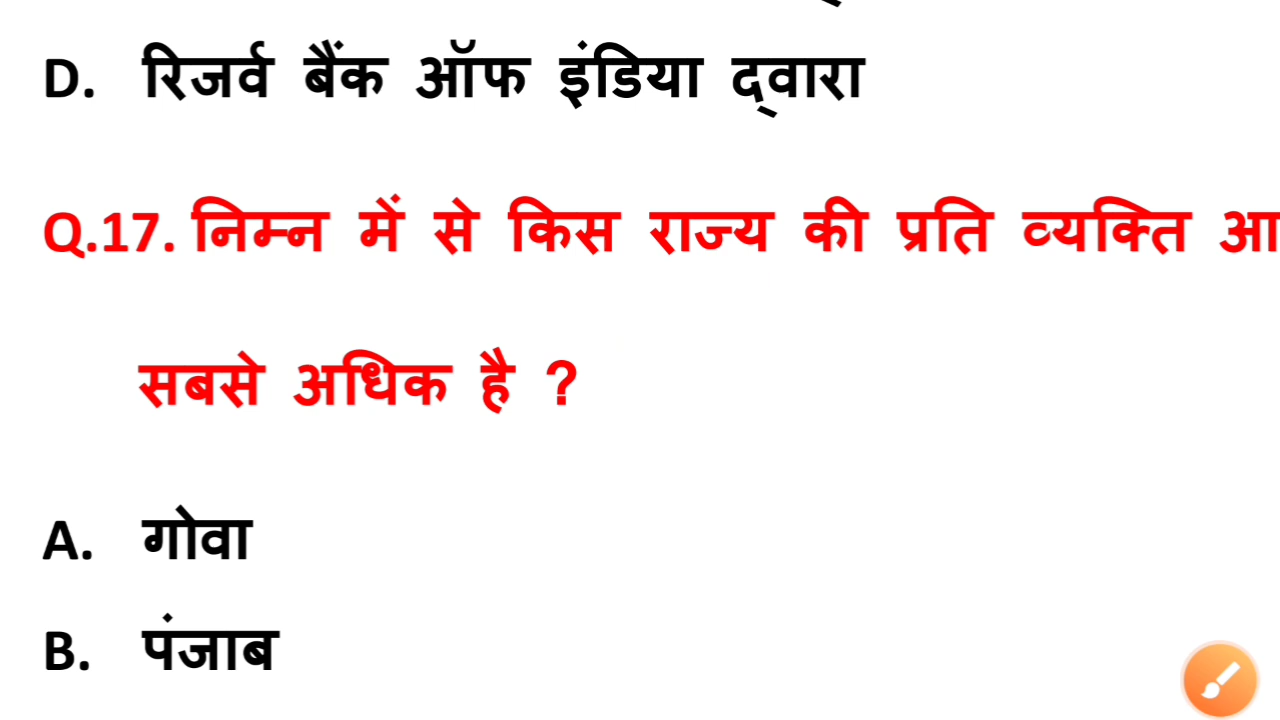 D. रिजर्व बैंक ऑफ इंडिया द्वारा
Q.17. निम्न में से किस राज्य की प्रति व्यक्ति आ
सबसे अधिक है ?
A. गोवा
B. पंजाब